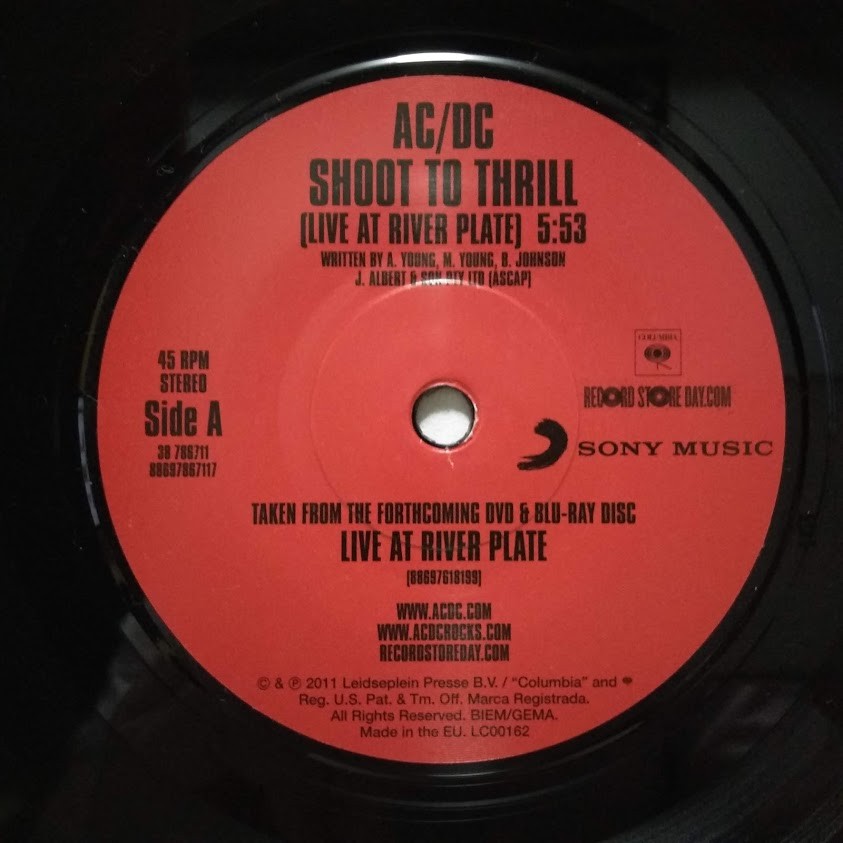 AC/DC
SHOOT TO THRILL
(LIVE AT RIVER PLATE) 5:53
WRITTEN BY A. YOUNG, M. YOUNG, B. JOHNSON
J. ALBERT & SON PTY LTD (ASCAP)
45 RPM
STEREO
Side A
38 786711
88697867117
COLUMBIA
RECORD STORE DAY.COM
SONY MUSIC
TAKEN FROM THE FORTHCOMING DVD & BLU-RAY DISC
LIVE AT RIVER PLATE
(88697618199)
WWW.ACDC.COM
WWW.ACDCROCKS.COM
RECORDSTOREDAY.COM
© & ℗ 2011 Leidseplein Presse B.V. / "Columbia" and
Reg. U.S. Pat. & Tm. Off. Marca Registrada.
All Rights Reserved. BIEM/GEMA.
Made in the EU. LC00162